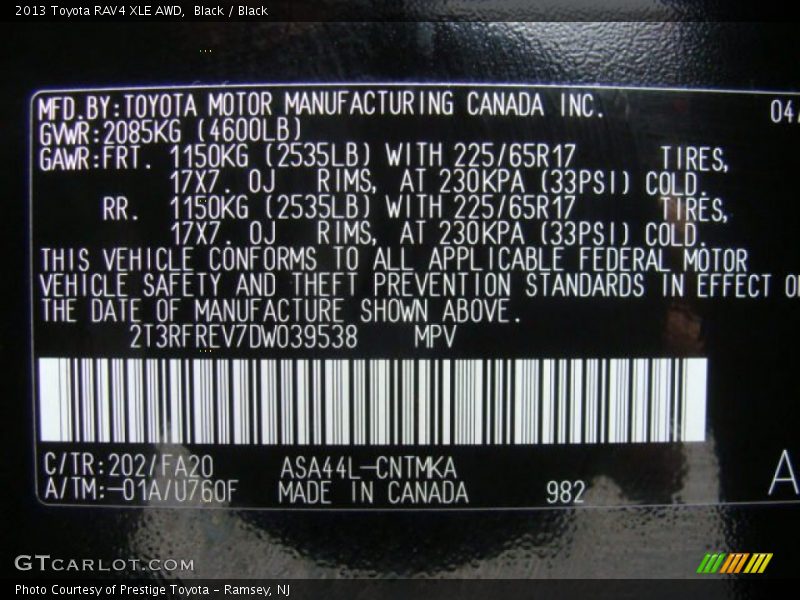 2013 Toyota RAV4 XLE AWD,  Black / Black
MFD.BY:TOYOTA MOTOR MANUFACTURING CANADA INC. 04/
GVWR:2085KG (4600LB)
GAWR:FRT. 1150KG (2535LB) WITH 225/65R17 TIRES,
17X7. 0J RIMS, AT 230KPA (33PSI) COLD.
RR. 1150KG (2535LB) WITH 225/65R17 TIRES,
17X7. 0J RIMS, AT 230KPA (33PSI) COLD.
THIS VEHICLE CONFORMS TO ALL APPLICABLE FEDERAL MOTOR
VEHICLE SAFETY AND THEFT PREVENTION STANDARDS IN EFFECT
THE DATE OF MANUFACTURE SHOWN ABOVE.
2T3RFREV7DW039538 MPV
C/TR:202/FA20 ASA44L-CNTMKA
A/TM:-01A/U760F MADE IN CANADA 982 A
GTCARLOT.COM
Photo Courtesy of Prestige Toyota - Ramsey, NJ